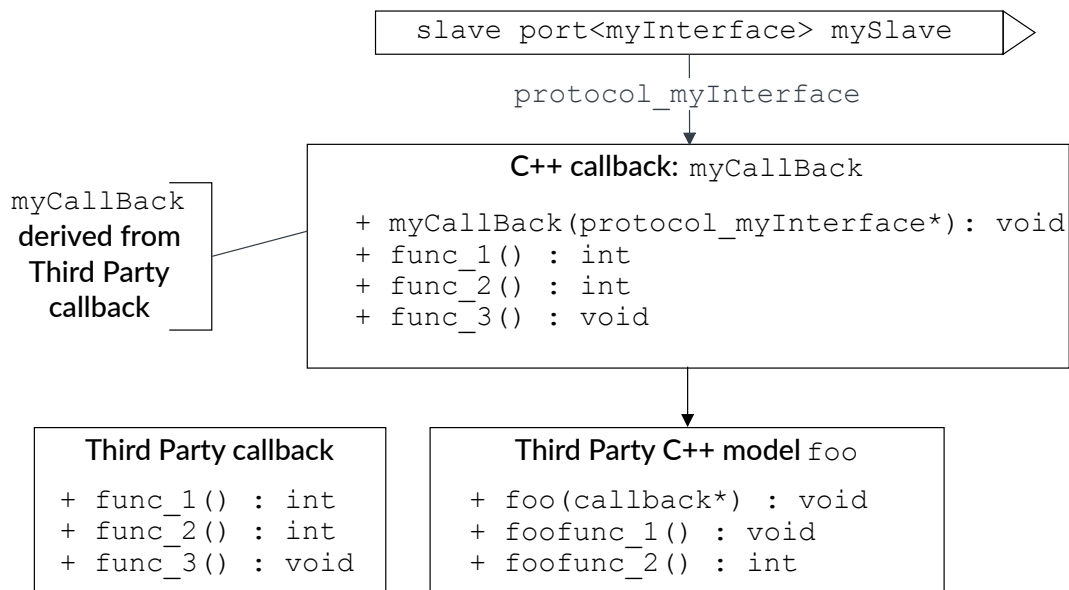 slave port<myInterface> mySlave
protocol_myInterface
C++ callback: myCallBack
+ myCallBack(protocol_myInterface*): void
+ func_1() : int
+ func_2() : int
+ func_3() : void
myCallBack
derived from
Third Party
callback
Third Party callback
+ func_1() : int
+ func_2() : int
+ func_3() : void
Third Party C++ model foo
+ foo(callback*) : void
+ foofunc_1() : void
+ foofunc_2() : int